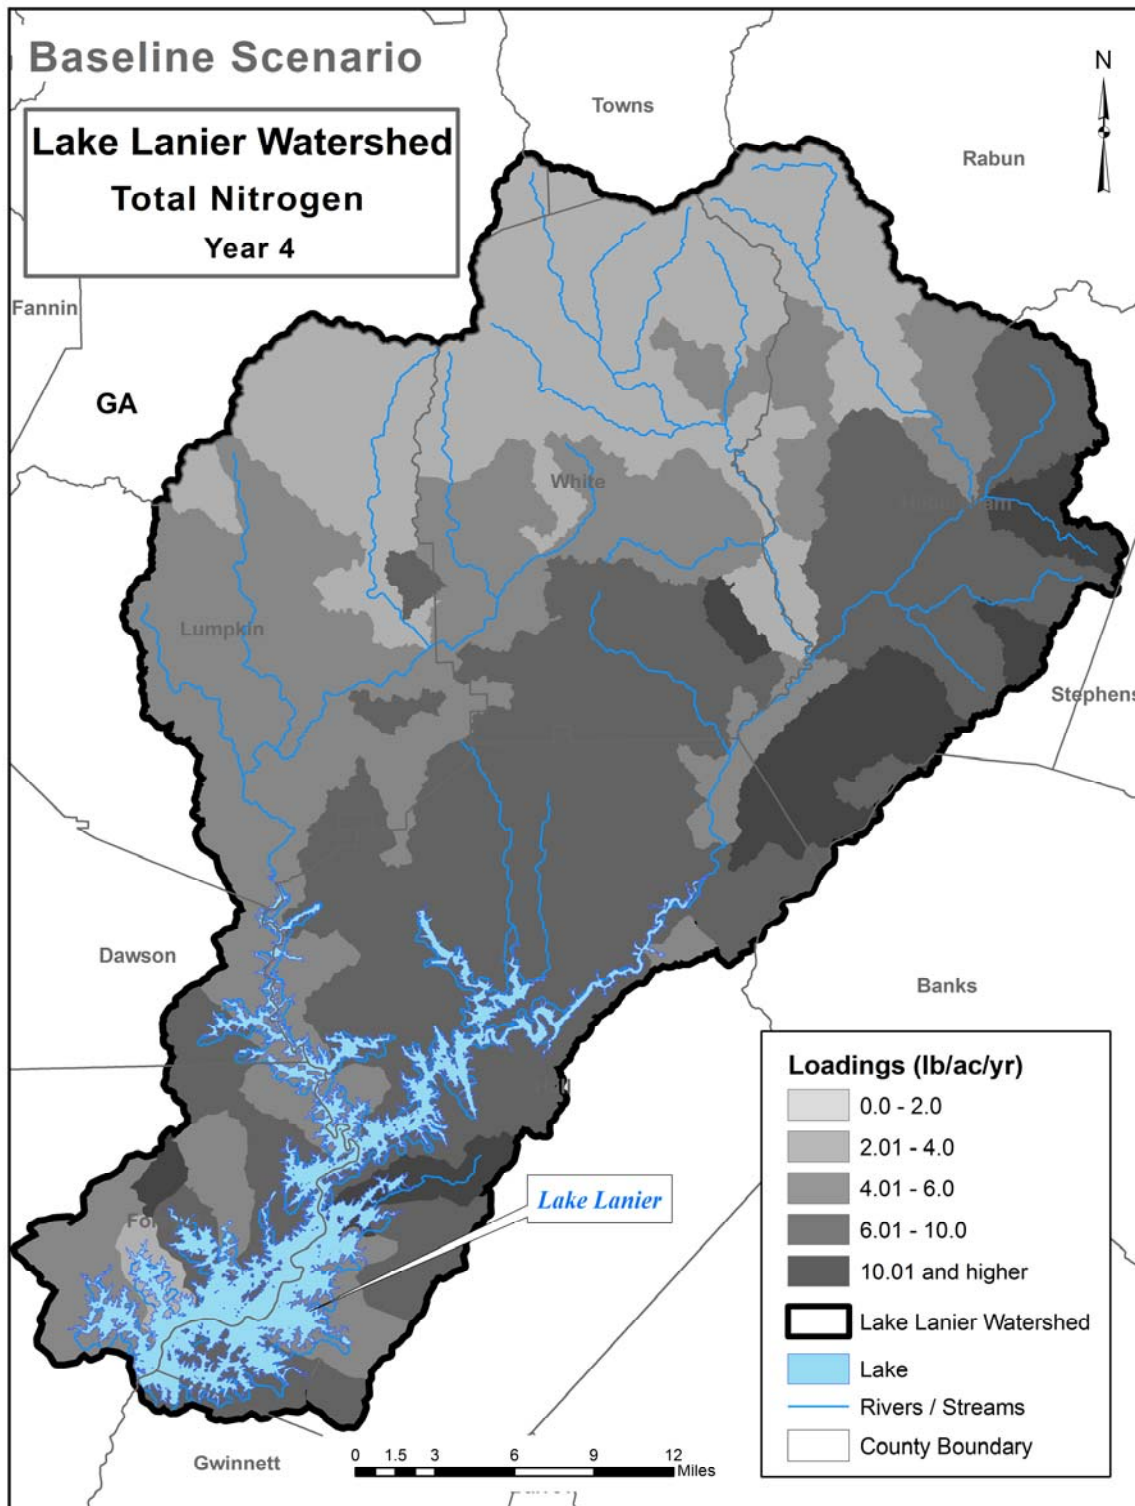 Baseline Scenario
Lake Lanier Watershed
Total Nitrogen
Year 4
N
Towns
Rabun
Fannin
GA
White
Lumpkin
Stephens
Dawson
Banks
Lake Lanier
Gwinnett
Loadings (lb/ac/yr)
0.0 - 2.0
2.01 - 4.0
4.01 - 6.0
6.01 - 10.0
10.01 and higher
Lake Lanier Watershed
Lake
Rivers / Streams
County Boundary
0 1.5 3 6 9 12
Miles